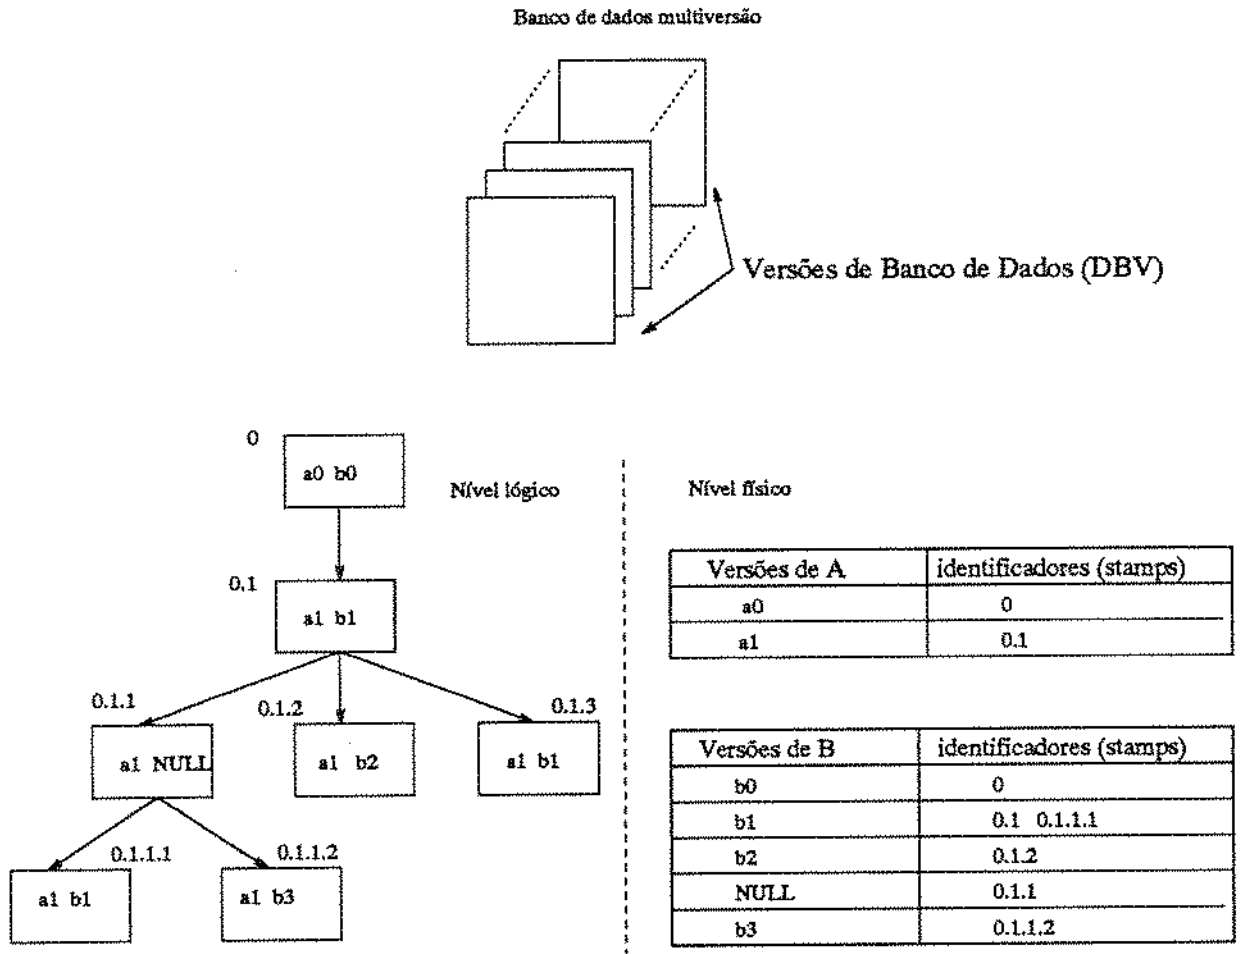 Banco de dados multiversão
Versões de Banco de Dados (DBV)
0
a0 b0
Nível lógico
0.1
a1 b1
0.1.1
0.1.2
0.1.3
a1 NULL
a1 b2
a1 b1
0.1.1.1
0.1.1.2
a1 b1
a1 b3
Nível físico
Versões de A identificadores (stamps)
a0 0
a1 0.1
Versões de B identificadores (stamps)
b0 0
b1 0.1 0.1.1.1
b2 0.1.2
NULL 0.1.1
b3 0.1.1.2